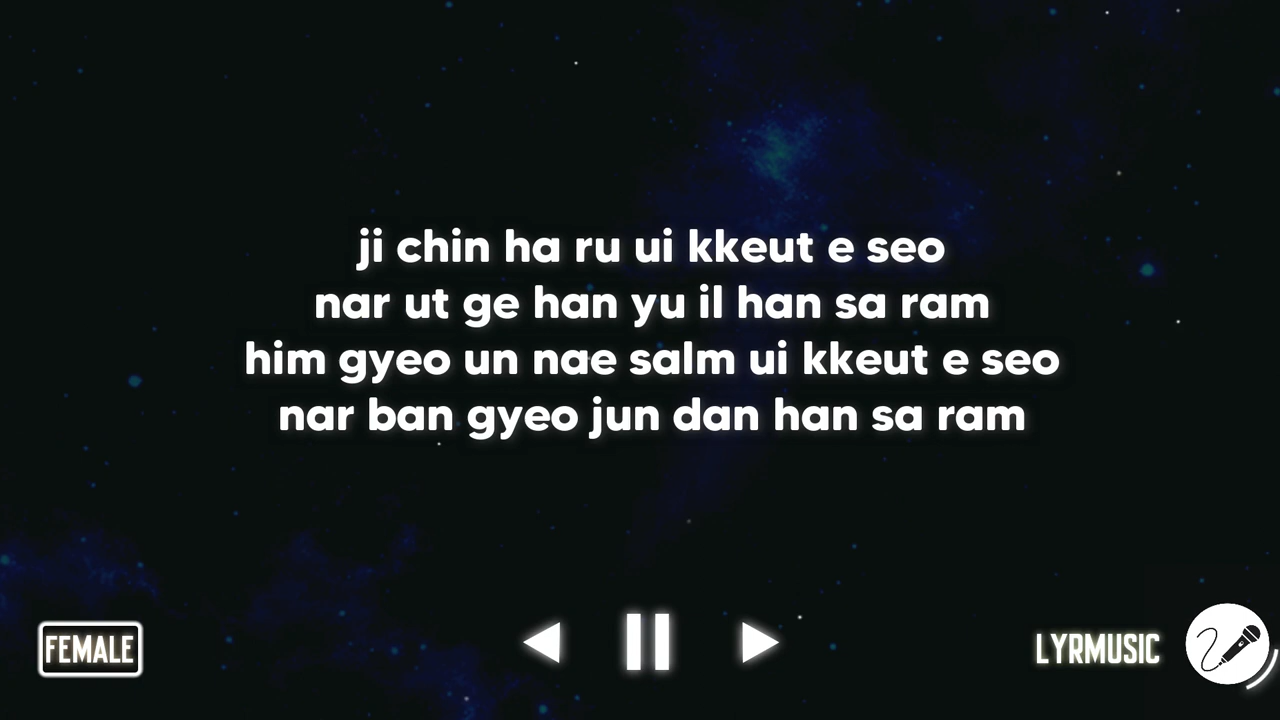 ji chin ha ru ui kkeut e seo
nar ut ge han yu il han sa ram
him gyeo un nae salm ui kkeut e seo
nar ban gyeo jun dan han sa ram
FEMALE
LYRMUSIC